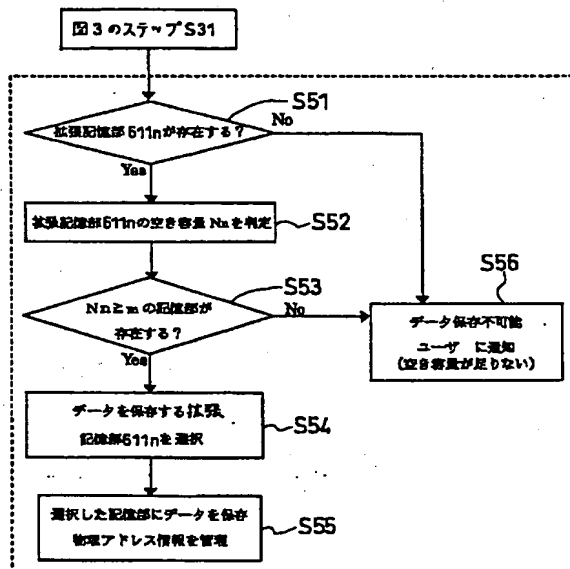 図3のステップS31
S51
拡張記憶部611nが存在する？
No
Yes
拡張記憶部611nの空き容量Nnを判定
S52
S53
Nn≧mの記憶部が
存在する？
No
Yes
S56
データ保存不可能
ユーザ に通知
(空き容量が足りない)
データを保存する拡張
記憶部611nを選択
S54
選択した記憶部にデータを保存
物理アドレス情報を管理
S55